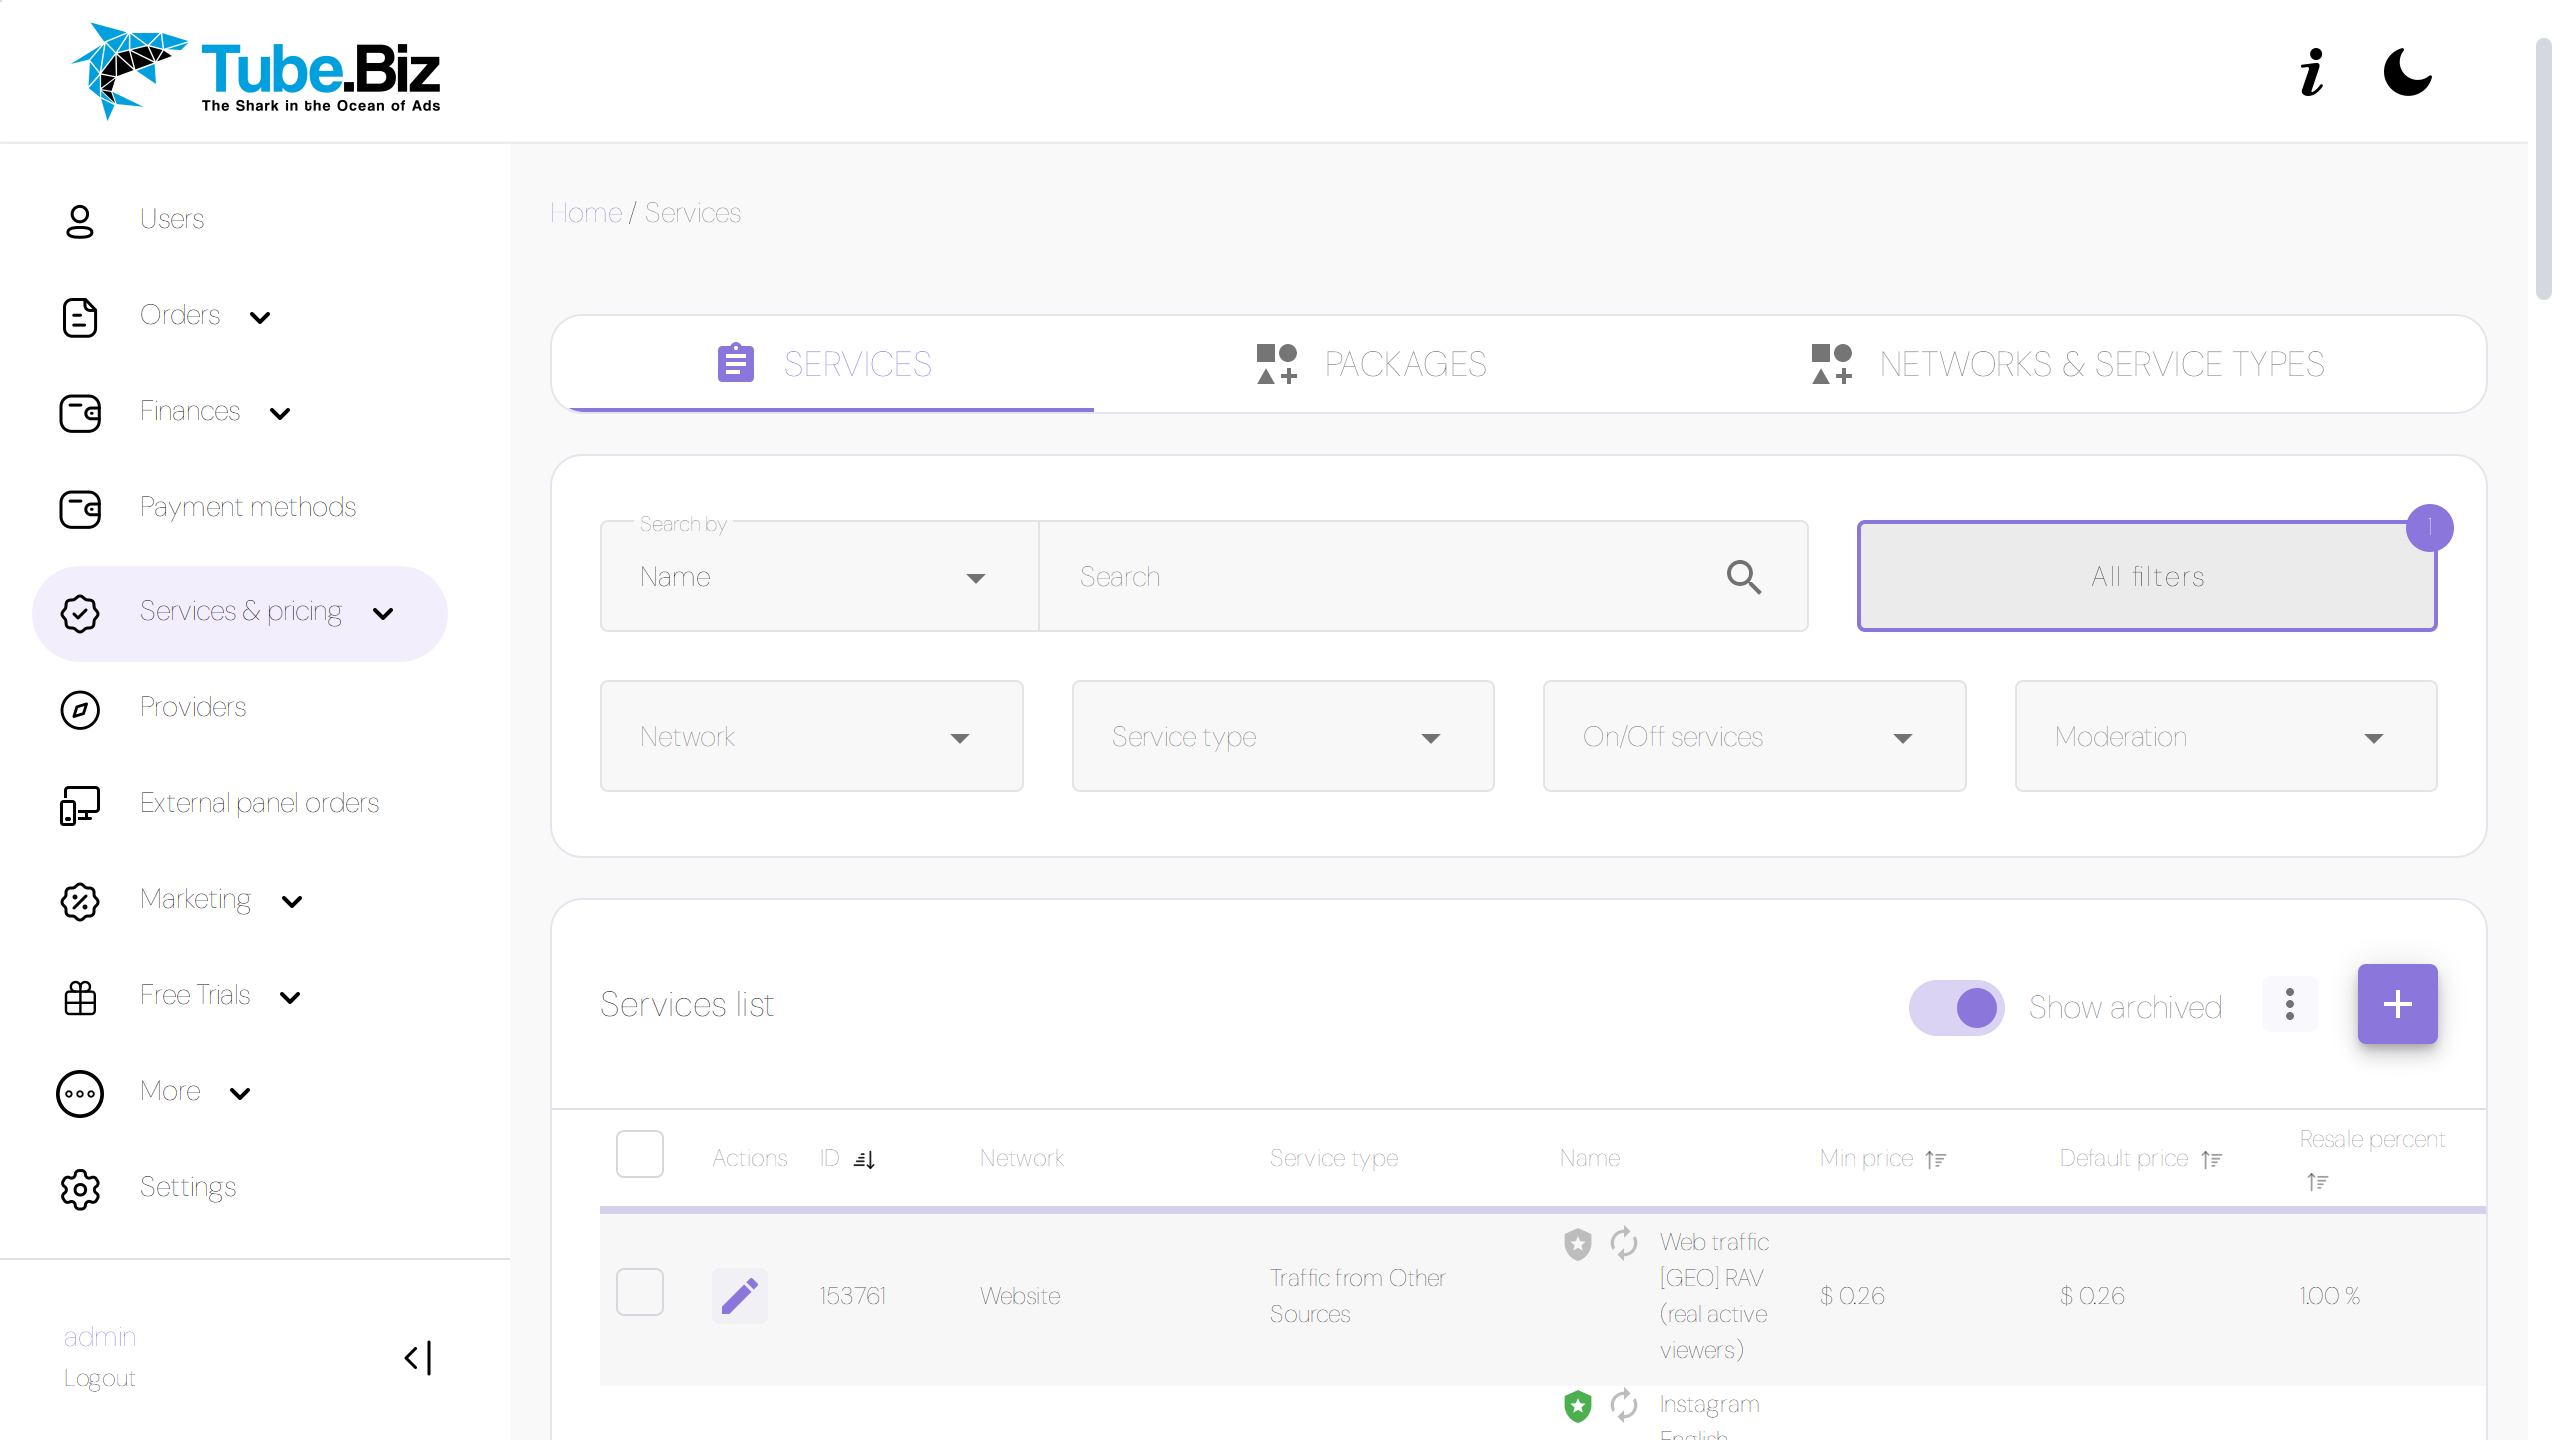 Tube.Biz
The Shark in the Ocean of Ads
Users
Orders
Finances
Payment methods
Services & pricing
Providers
External panel orders
Marketing
Free Trials
More
Settings
admin
Logout
Home / Services
SERVICES
PACKAGES
NETWORKS & SERVICE TYPES
Search by
Name
Search
All filters
1
Network
Service type
On/Off services
Moderation
Services list
Show archived
Actions
ID
Network
Service type
Name
Min price
Default price
Resale percent
153761
Website
Traffic from Other
Sources
Web traffic
[GEO] RAV
(real active
viewers)
$ 0.26
$ 0.26
1.00 %
Instagram
English